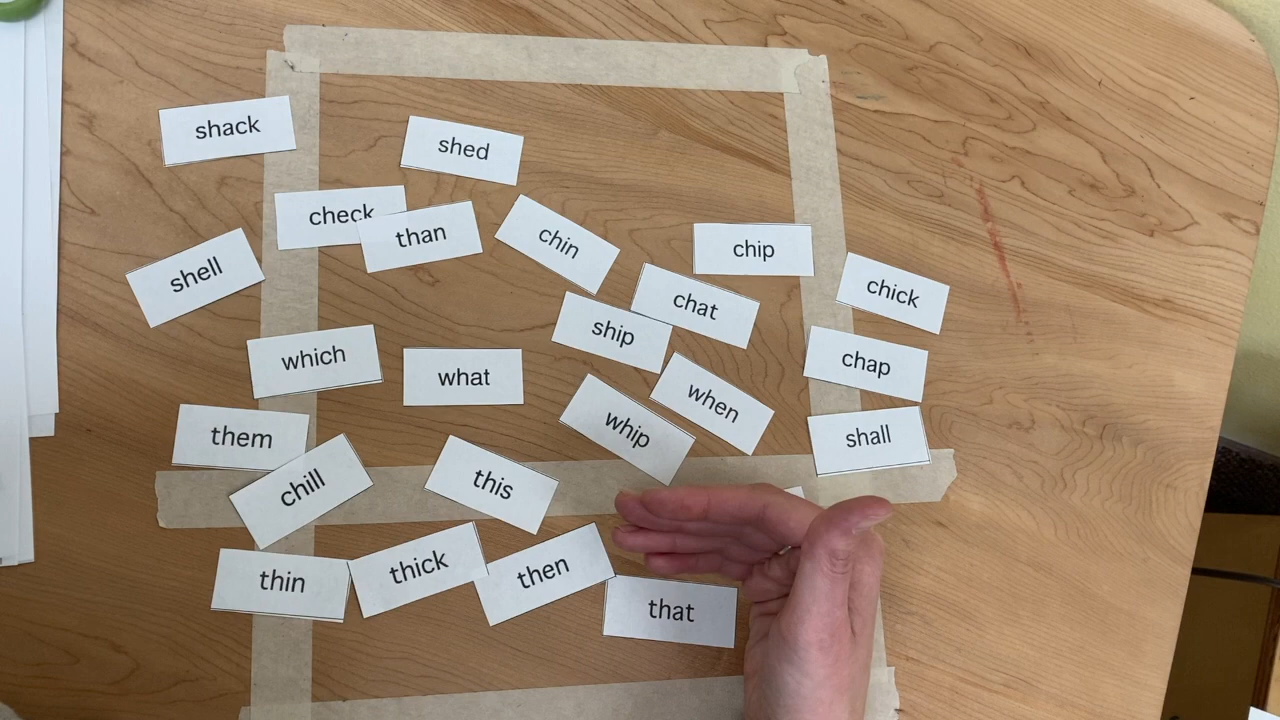 shack
shed
check
than
chin
chip
shell
chat
chick
ship
which
what
chap
when
whip
them
shall
chill
this
thin
thick
then
that